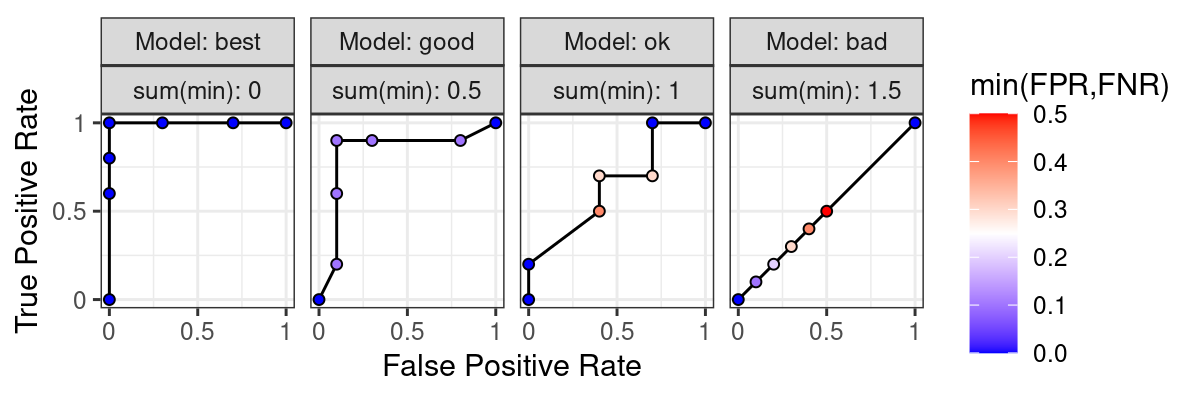 Model: best
Model: good
Model: ok
Model: bad
sum(min): 0
sum(min): 0.5
sum(min): 1
sum(min): 1.5
True Positive Rate
1
0.5
0
0
0.5
1
0
0.5
1
0
0.5
1
0
0.5
1
False Positive Rate
min(FPR,FNR)
0.5
0.4
0.3
0.2
0.1
0.0